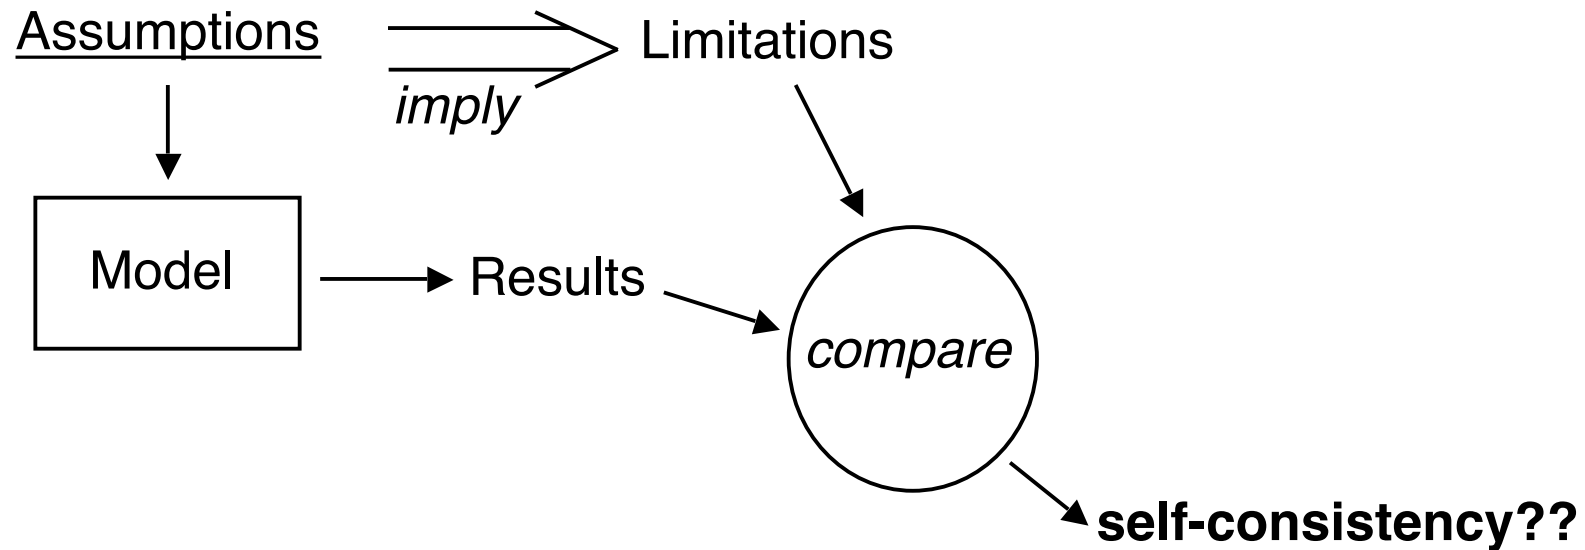 Assumptions
Limitations
imply
Model
Results
compare
self-consistency??